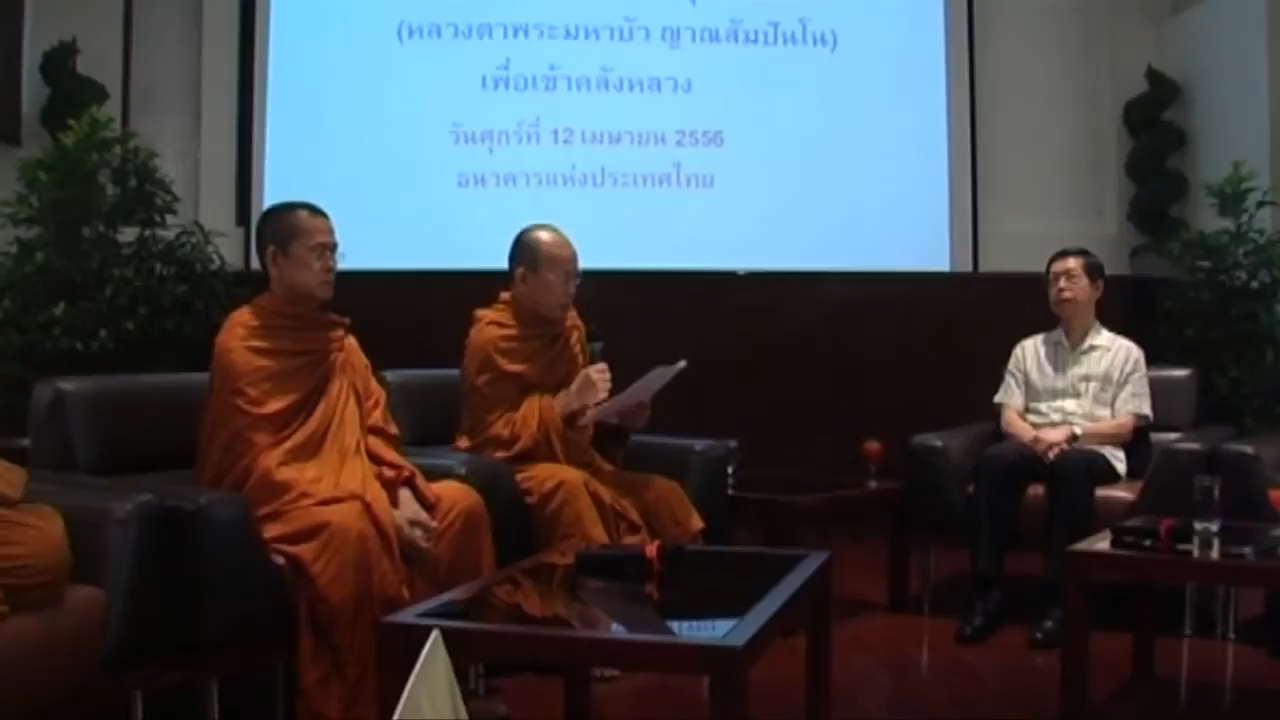 (หลวงตาพระมหาบัว ญาณสัมปันโน)
เพื่อเข้าคลังหลวง
วันศุกร์ที่ 12 เมษายน 2556
ธนาคารแห่งประเทศไทย